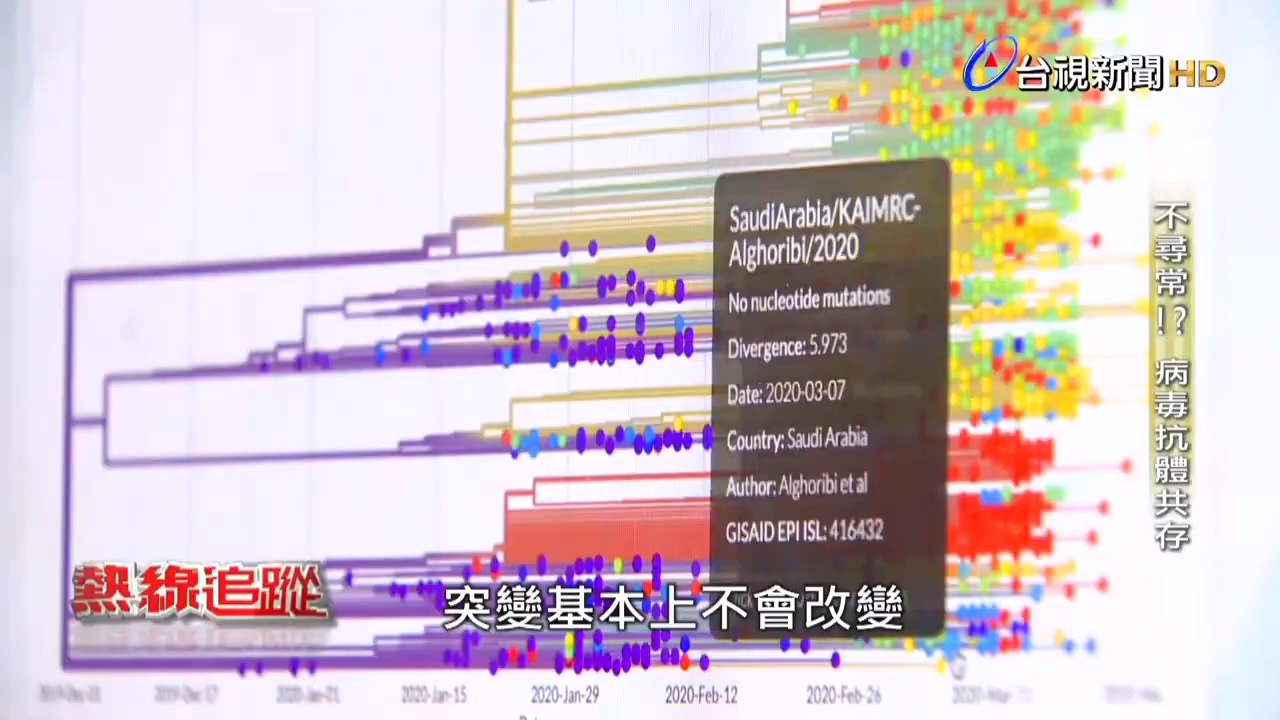 台視新聞HD
SaudiArabia/KAIMRC-
Alghoribi/2020
No nucleotide mutations
Divergence: 5.973
Date: 2020-03-07
Country: Saudi Arabia
Author: Alghoribi et al
GISAID EPI ISL: 416432
不尋常!? 病毒抗體共存
熱線追蹤
突變基本上不會改變
2019-Dec-17
2020-Jan-01
2020-Jan-15
2020-Jan-29
2020-Feb-12
2020-Feb-26